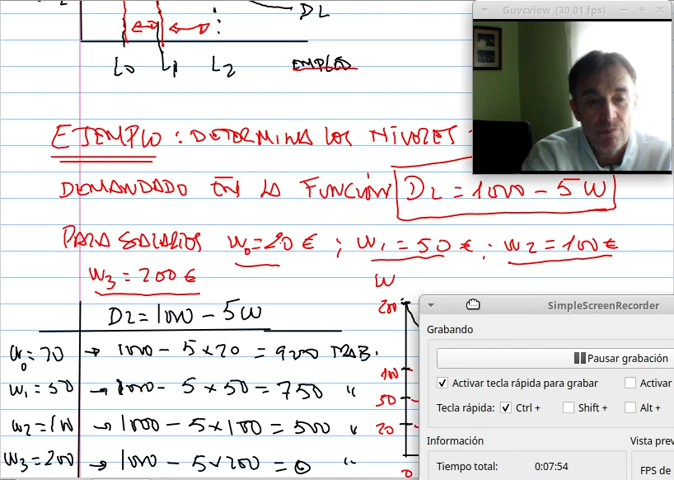 Guvcview (30.01 fps)
DL
L0 L1 L2 EMPLEO
EJEMPLO: DETERMINA LOS NIVELES
DEMANDADO EN LA FUNCIÓN DL = 1000 - 5W
PARA SALARIOS W0 = 20 €; W1 = 50 €; W2 = 100 €
W3 = 200 €
W
DL = 1000 - 5W
W0 = 20 → 1000 - 5 x 20 = 900 TRAB.
W1 = 50 → 1000 - 5 x 50 = 750 "
W2 = 100 → 1000 - 5 x 100 = 500 "
W3 = 200 → 1000 - 5 x 200 = 0 "
200
100
50
20
0
SimpleScreenRecorder
Grabando
Pausar grabación
Activar tecla rápida para grabar Activar
Tecla rápida: Ctrl + Shift + Alt +
Información Vista prev
Tiempo total: 0:07:54 FPS de